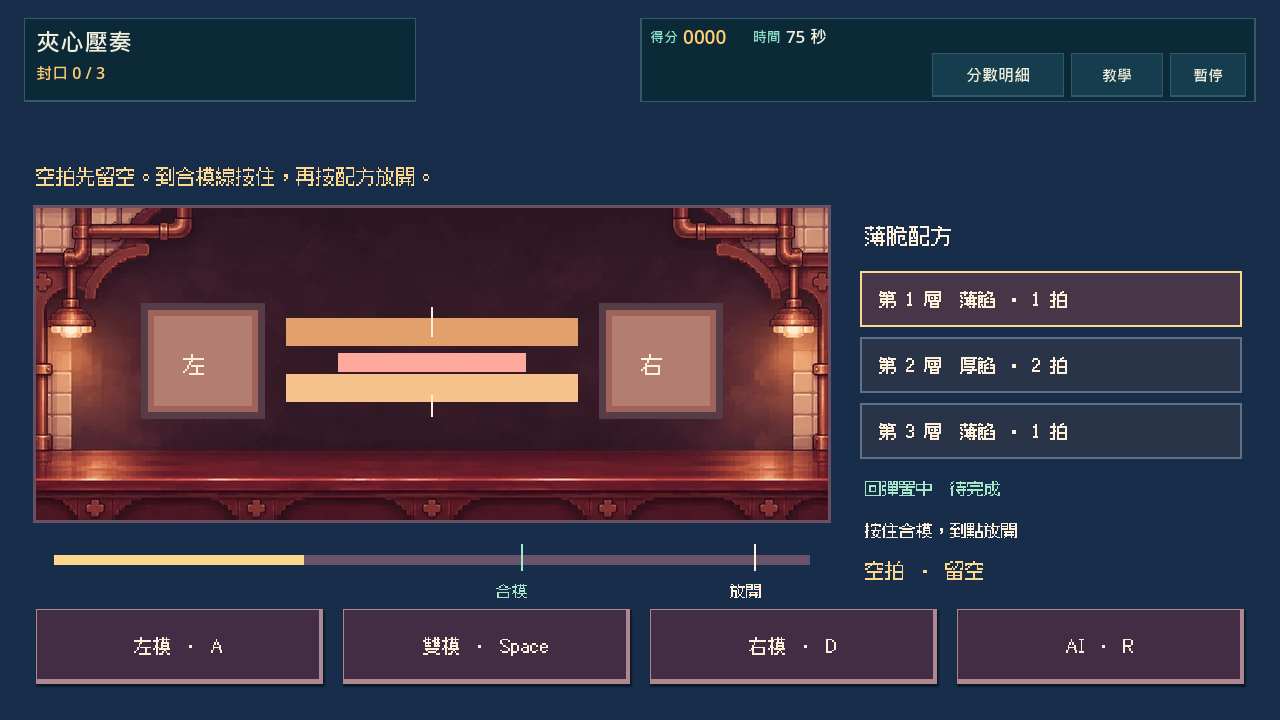 夾心壓奏
封口 0 / 3
得分 0000 時間 75 秒
分數明細 教學 暫停
空拍先留空。到合模線按住，再按配方放開。
左
右
薄脆配方
第 1 層 薄餡 · 1 拍
第 2 層 厚餡 · 2 拍
第 3 層 薄餡 · 1 拍
回彈置中 待完成
按住合模，到點放開
空拍 · 留空
合模
放開
左模 · A
雙模 · Space
右模 · D
AI · R